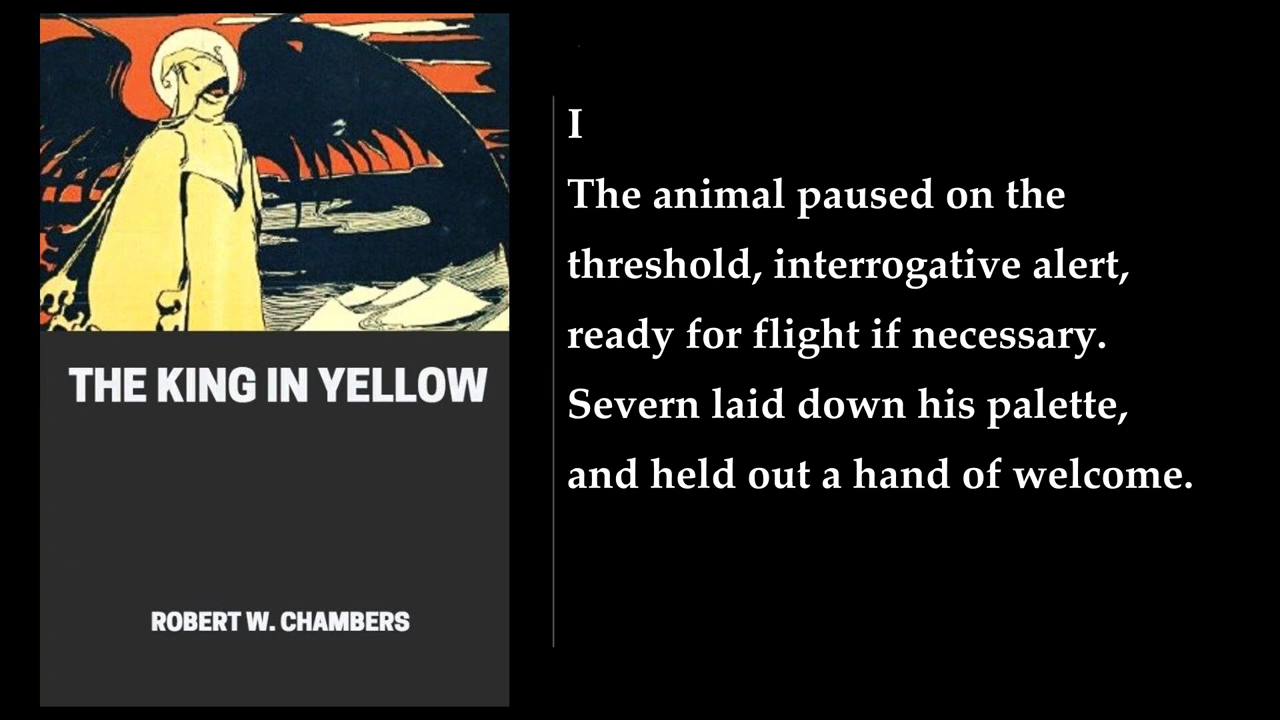 THE KING IN YELLOW
ROBERT W. CHAMBERS
I
The animal paused on the
threshold, interrogative alert,
ready for flight if necessary.
Severn laid down his palette,
and held out a hand of welcome.